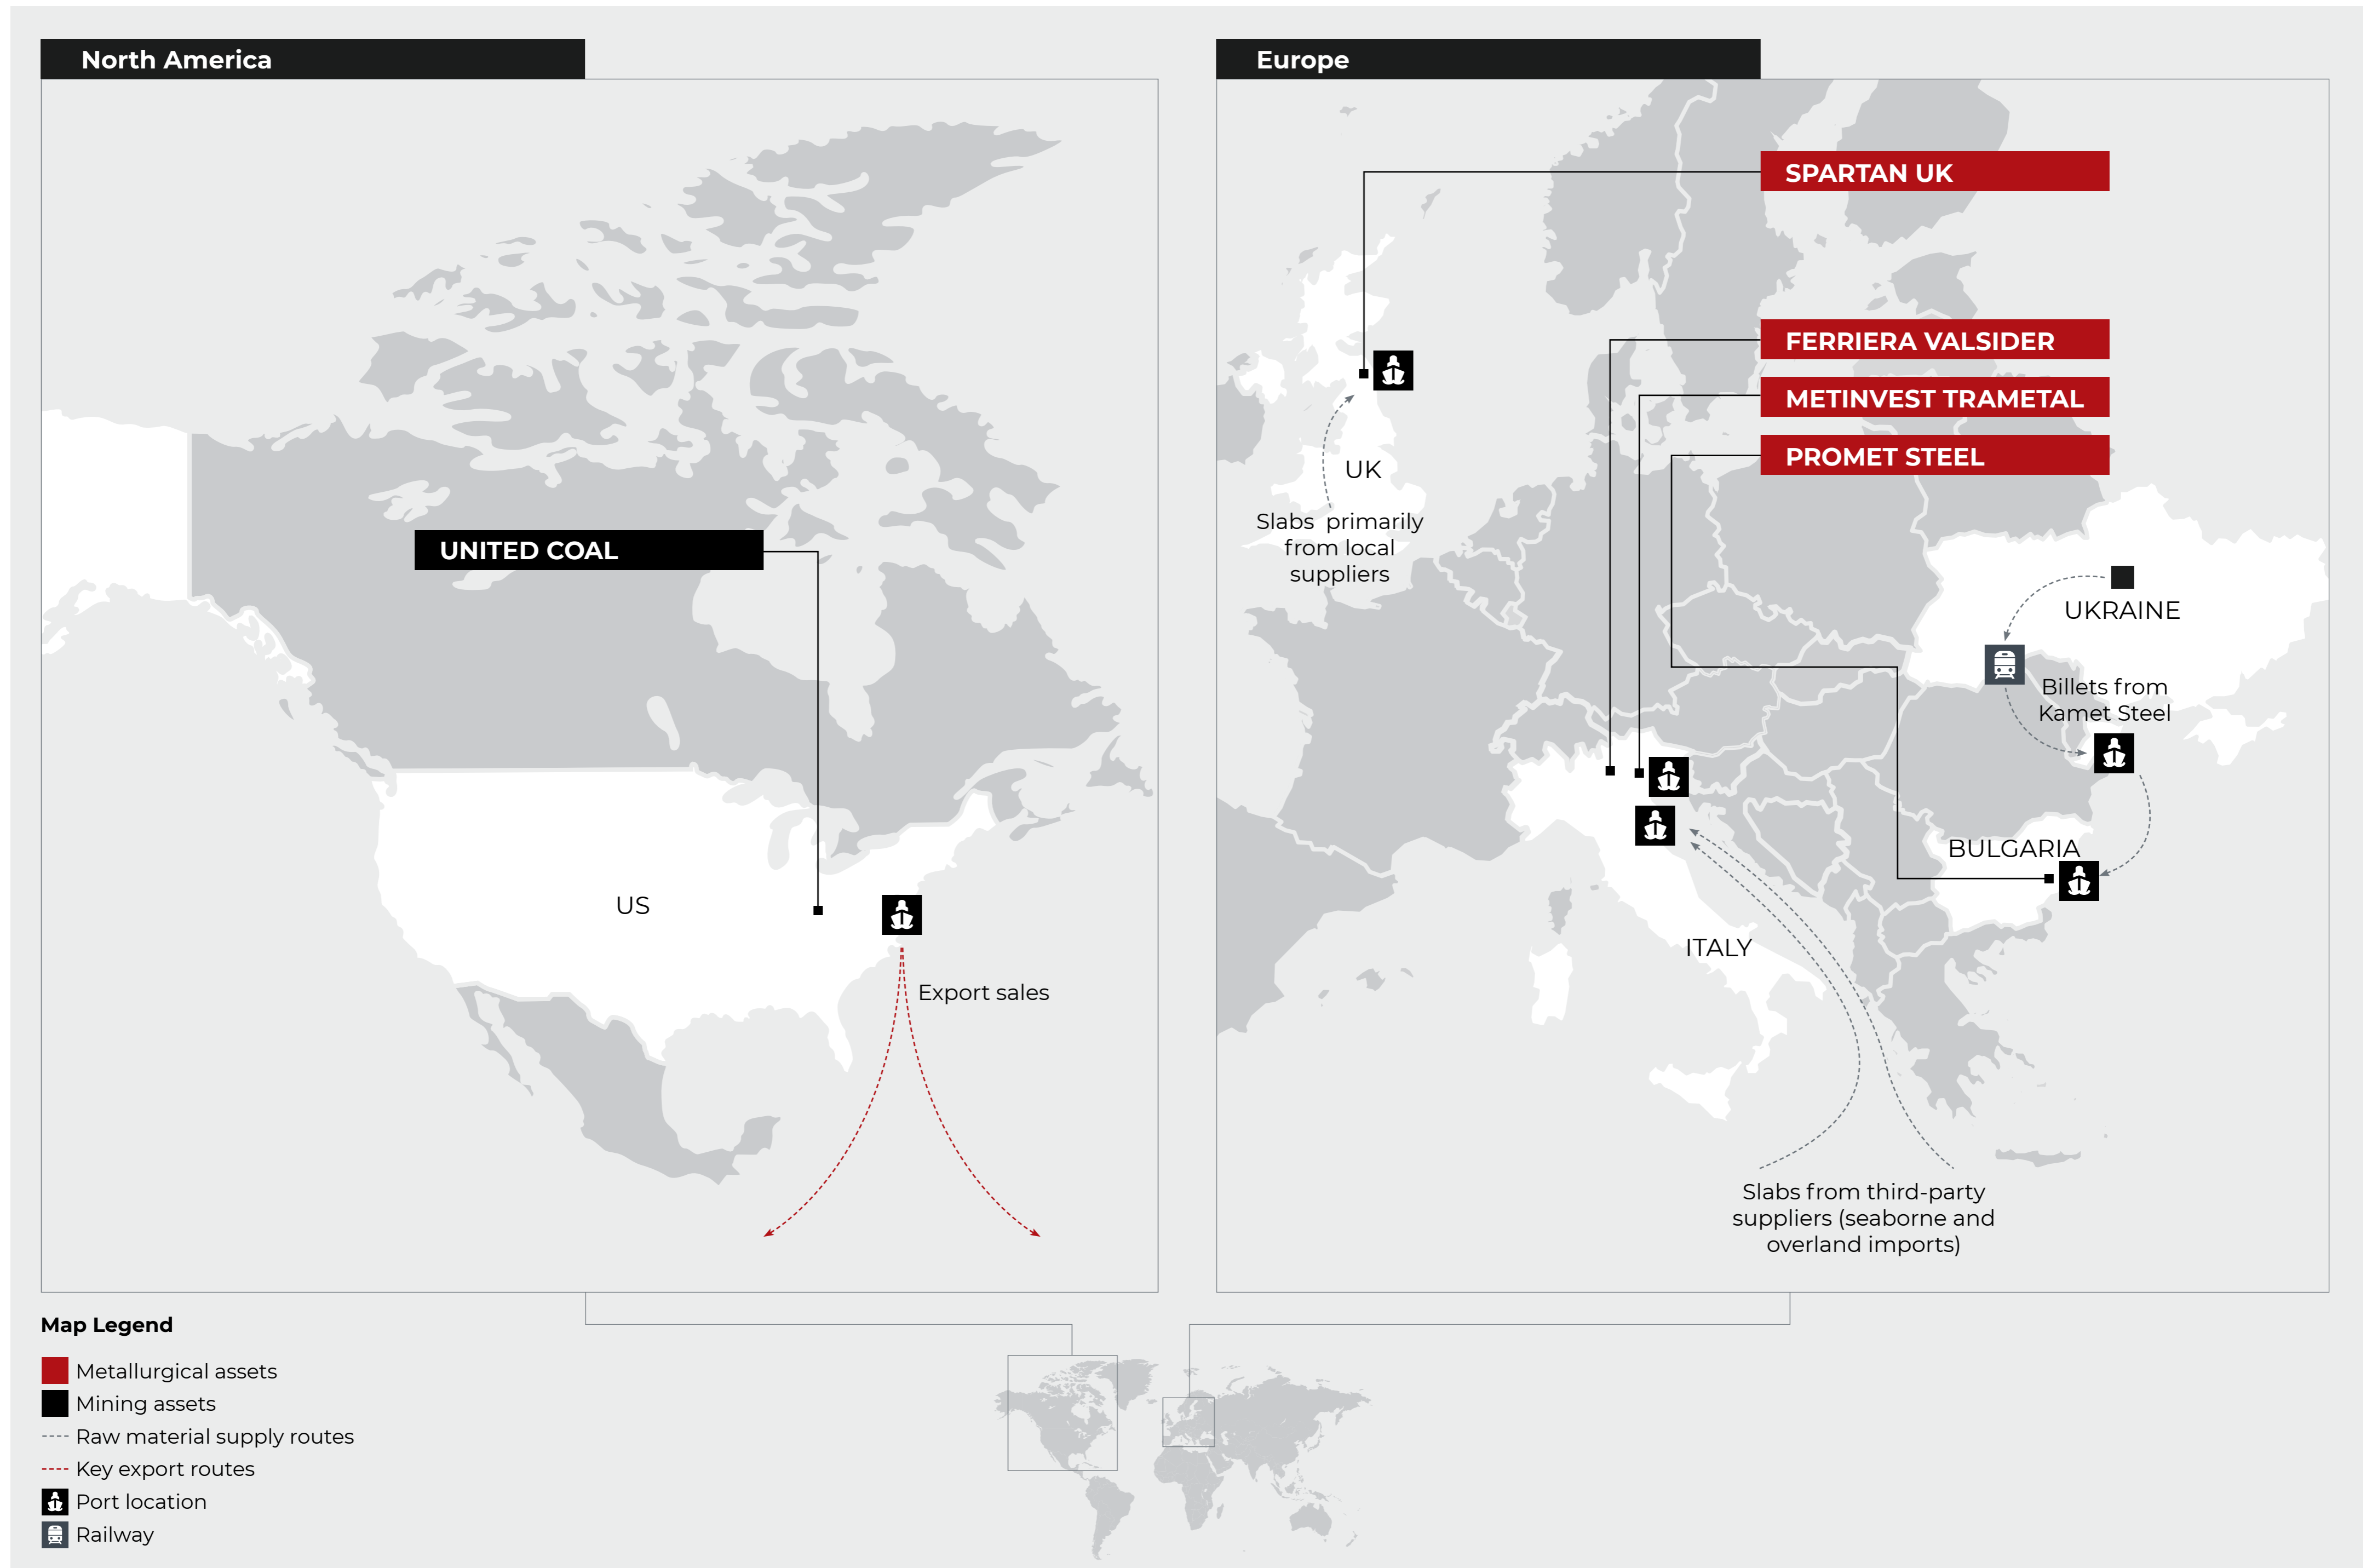 North America
UNITED COAL
US
Export sales
Europe
SPARTAN UK
FERRIERA VALSIDER
METINVEST TRAMETAL
PROMET STEEL
UK
Slabs primarily
from local
suppliers
UKRAINE
Billets from
Kamet Steel
BULGARIA
ITALY
Slabs from third-party
suppliers (seaborne and
overland imports)
Map Legend
Metallurgical assets
Mining assets
Raw material supply routes
Key export routes
Port location
Railway